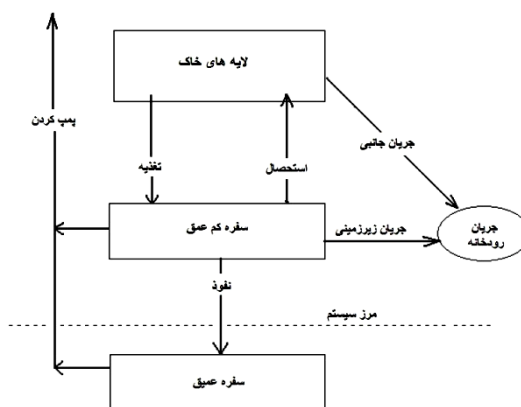 لایه های خاک
پمپ کردن
تغذیه
استحصال
جریان جانبی
سفره کم عمق
جریان زیرزمینی
جریان
رودخانه
نفوذ
مرز سیستم
سفره عمیق